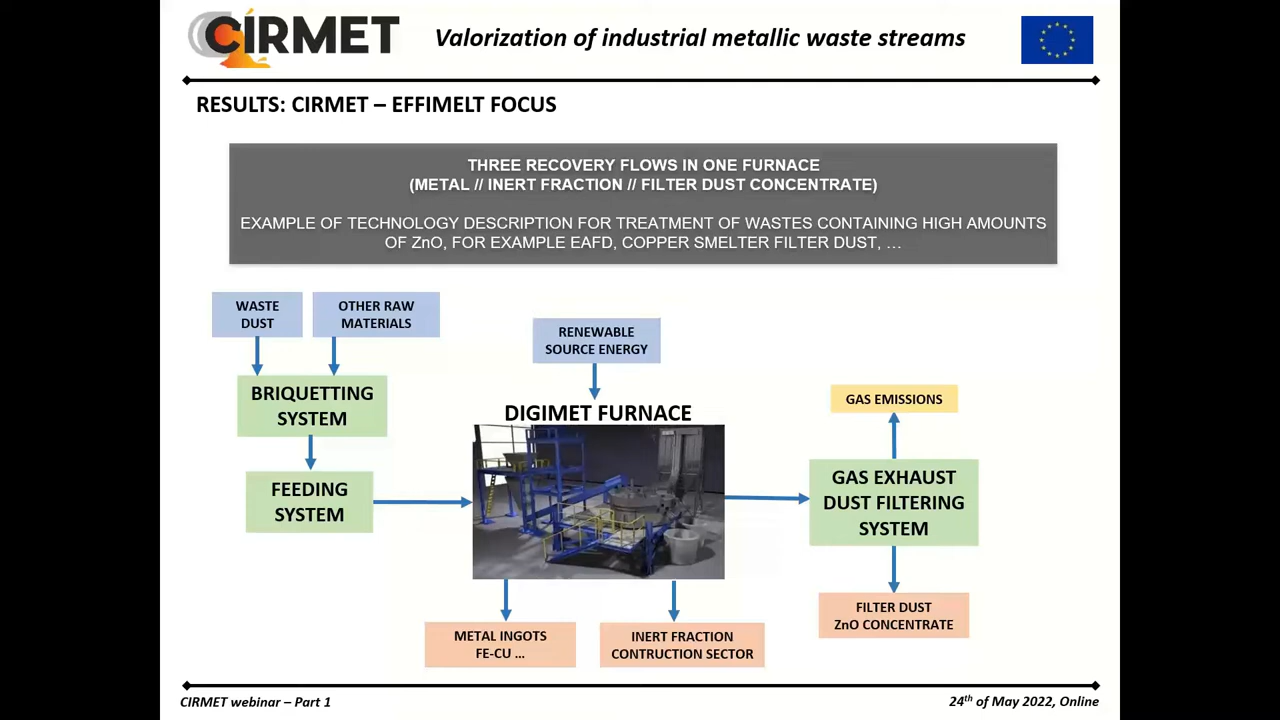 CIRMET
Valorization of industrial metallic waste streams
RESULTS: CIRMET – EFFIMELT FOCUS
THREE RECOVERY FLOWS IN ONE FURNACE
(METAL // INERT FRACTION // FILTER DUST CONCENTRATE)
EXAMPLE OF TECHNOLOGY DESCRIPTION FOR TREATMENT OF WASTES CONTAINING HIGH AMOUNTS
OF ZnO, FOR EXAMPLE EAFD, COPPER SMELTER FILTER DUST, …
WASTE
DUST
OTHER RAW
MATERIALS
BRIQUETTING
SYSTEM
FEEDING
SYSTEM
RENEWABLE
SOURCE ENERGY
DIGIMET FURNACE
METAL INGOTS
FE-CU ...
INERT FRACTION
CONTRUCTION SECTOR
GAS EMISSIONS
GAS EXHAUST
DUST FILTERING
SYSTEM
FILTER DUST
ZnO CONCENTRATE
CIRMET webinar – Part 1
24th of May 2022, Online